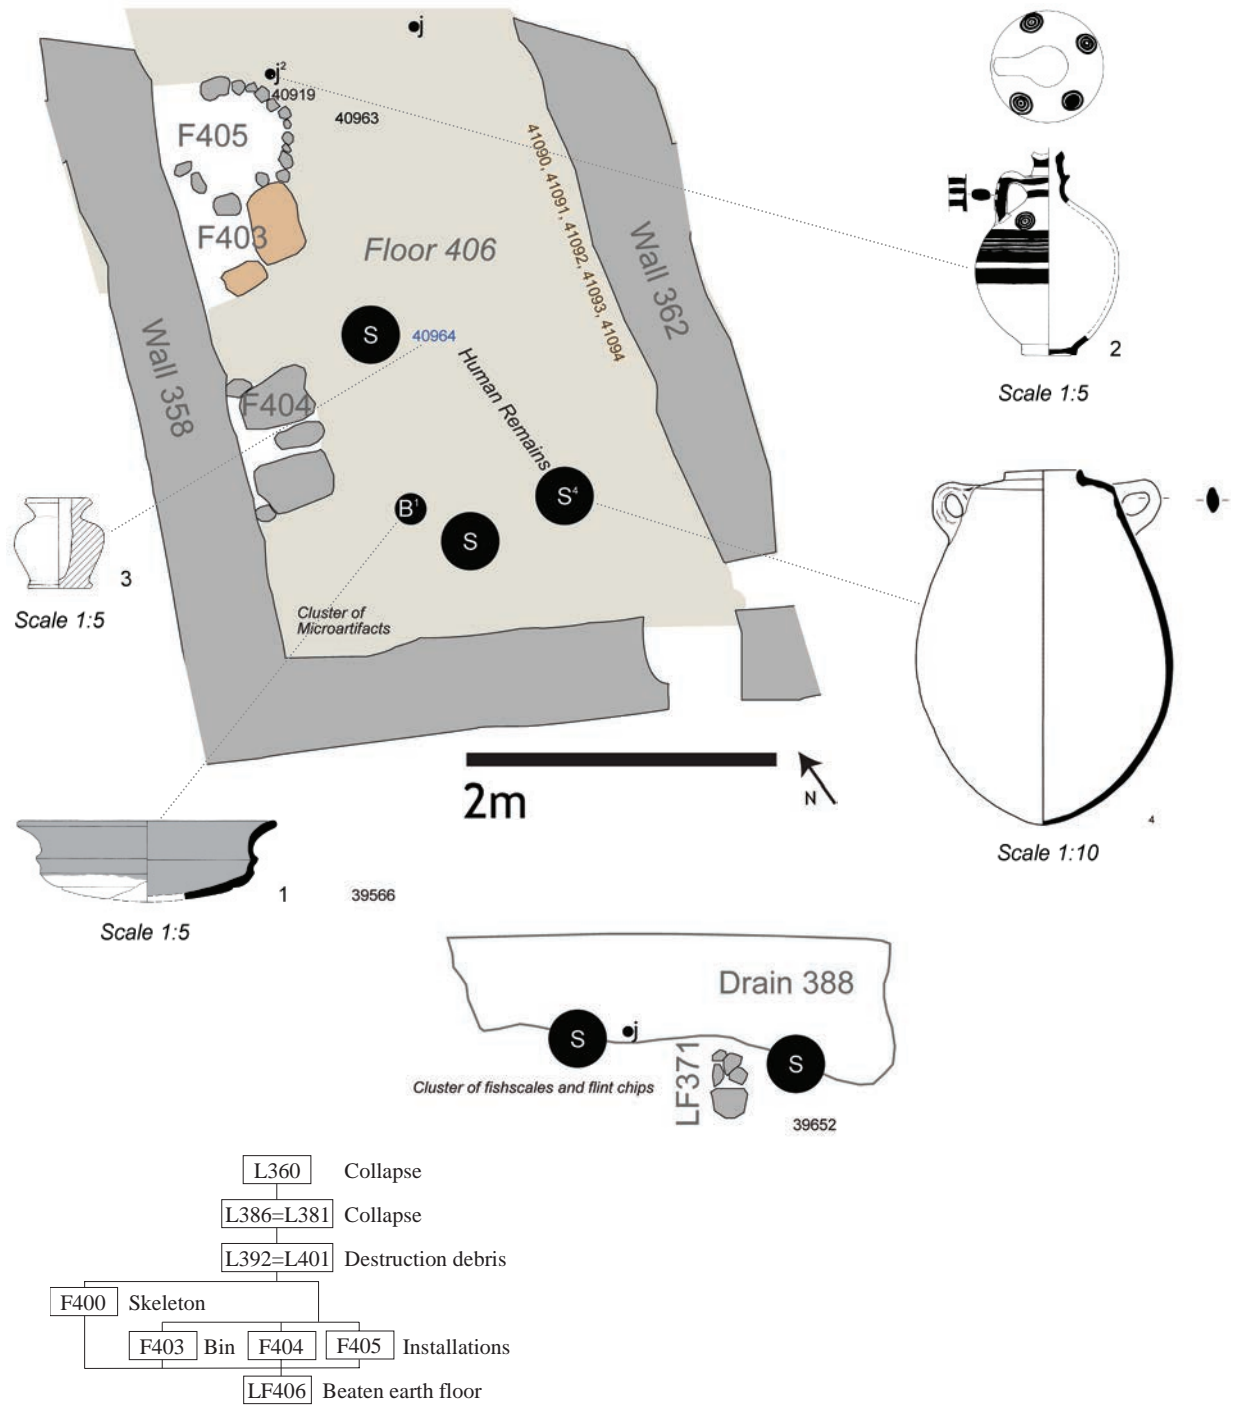 j
j²
40919
40963
F405
F403
Floor 406
41090, 41091, 41092, 41093, 41094
Wall 362
Wall 358
S
40964
Human Remains
F404
S⁴
B¹
S
Cluster of
Microartifacts
2
Scale 1:5
3
Scale 1:5
2m
N
4
Scale 1:10
1
39566
Scale 1:5
Drain 388
S
j
S
LF371
Cluster of fishscales and flint chips
39652
L360 Collapse
L386=L381 Collapse
L392=L401 Destruction debris
F400 Skeleton
F403 Bin F404 F405 Installations
LF406 Beaten earth floor